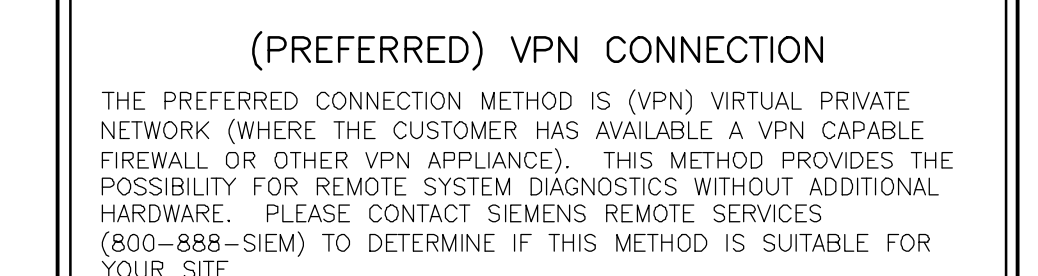 (PREFERRED) VPN CONNECTION
THE PREFERRED CONNECTION METHOD IS (VPN) VIRTUAL PRIVATE
NETWORK (WHERE THE CUSTOMER HAS AVAILABLE A VPN CAPABLE
FIREWALL OR OTHER VPN APPLIANCE). THIS METHOD PROVIDES THE
POSSIBILITY FOR REMOTE SYSTEM DIAGNOSTICS WITHOUT ADDITIONAL
HARDWARE. PLEASE CONTACT SIEMENS REMOTE SERVICES
(800-888-SIEM) TO DETERMINE IF THIS METHOD IS SUITABLE FOR
YOUR SITE